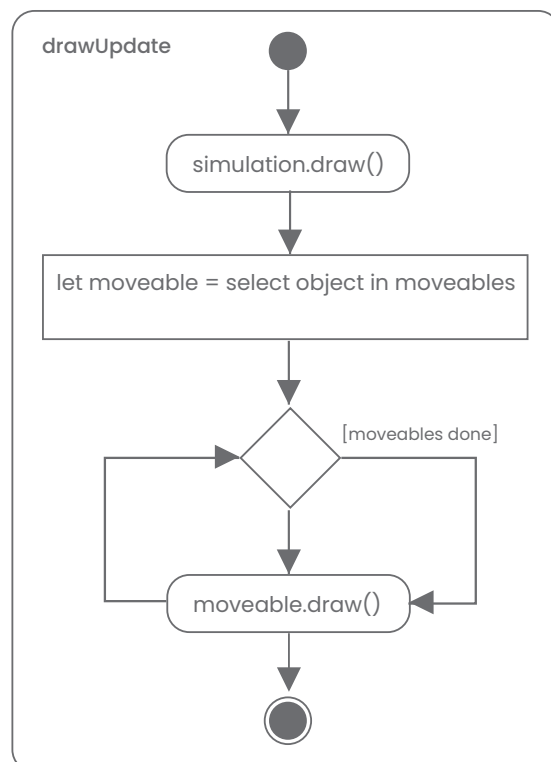 drawUpdate
simulation.draw()
let moveable = select object in moveables
[moveables done]
moveable.draw()